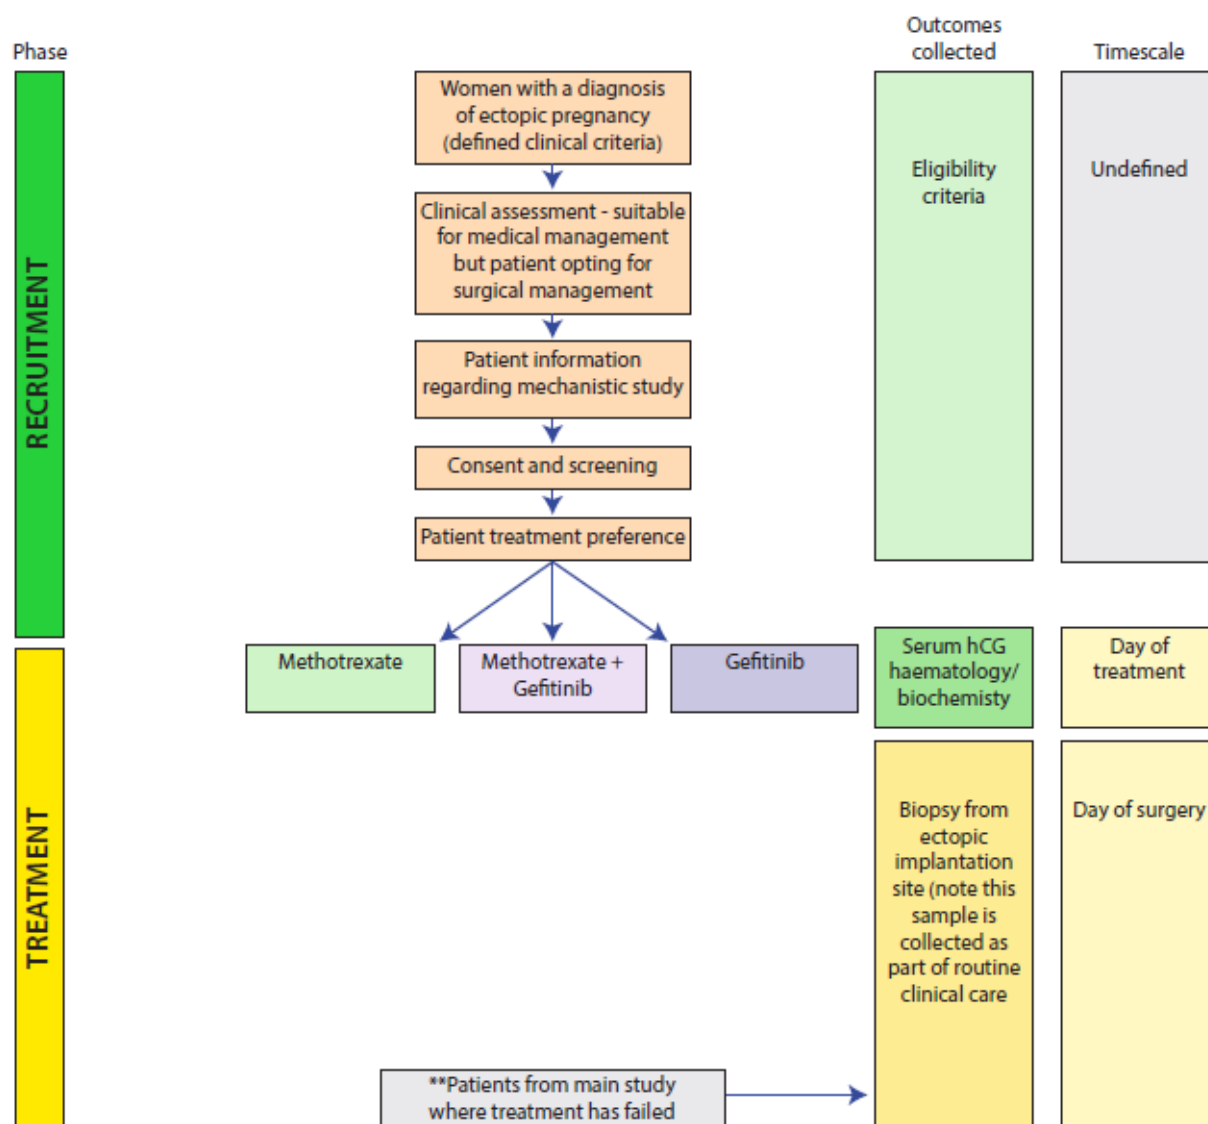 Phase
Outcomes
collected
Timescale
RECRUITMENT
Women with a diagnosis
of ectopic pregnancy
(defined clinical criteria)
Clinical assessment - suitable
for medical management
but patient opting for
surgical management
Patient information
regarding mechanistic study
Consent and screening
Patient treatment preference
Eligibility
criteria
Undefined
TREATMENT
Methotrexate
Methotrexate +
Gefitinib
Gefitinib
Serum hCG
haematology/
biochemisty
Day of
treatment
Biopsy from
ectopic
implantation
site (note this
sample is
collected as
part of routine
clinical care
Day of surgery
**Patients from main study
where treatment has failed